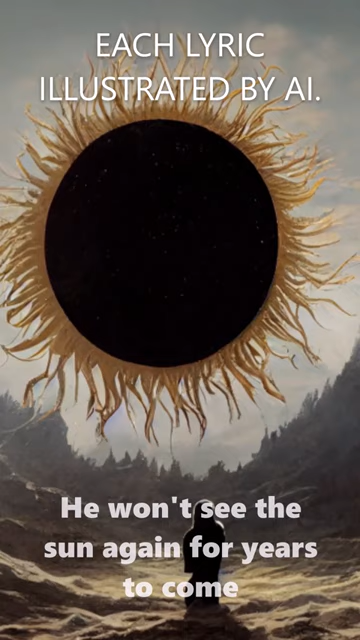 EACH LYRIC
ILLUSTRATED BY AI.
He won't see the
sun again for years
to come